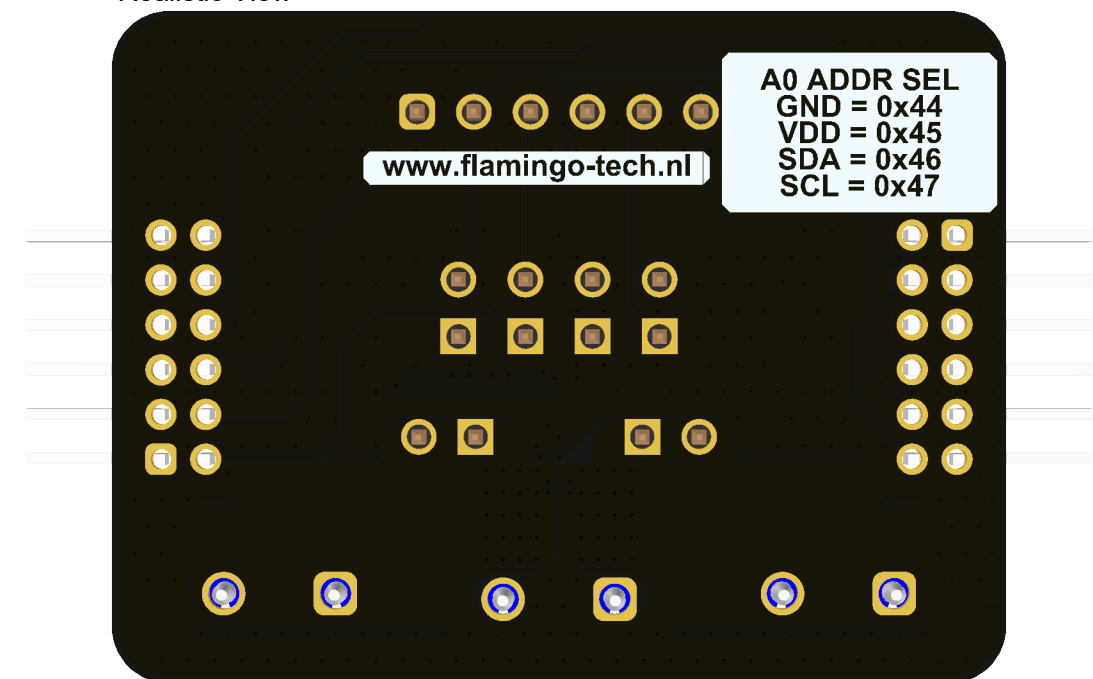 A0 ADDR SEL
GND = 0x44
VDD = 0x45
SDA = 0x46
SCL = 0x47
www.flamingo-tech.nl